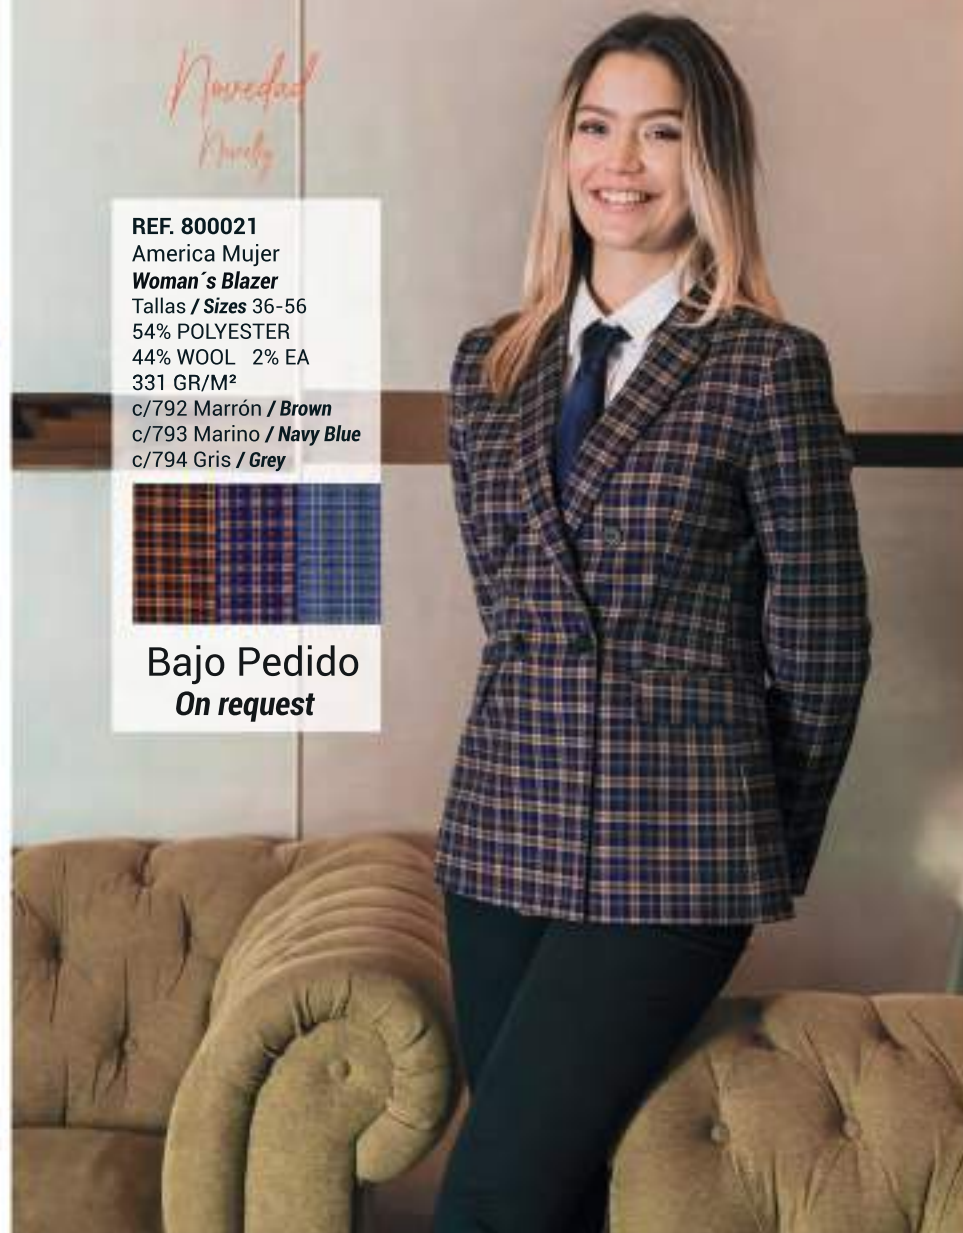 Novedad
Novelty
REF. 800021
America Mujer
Woman´s Blazer
Tallas / Sizes 36-56
54% POLYESTER
44% WOOL 2% EA
331 GR/M²
c/792 Marrón / Brown
c/793 Marino / Navy Blue
c/794 Gris / Grey
Bajo Pedido
On request